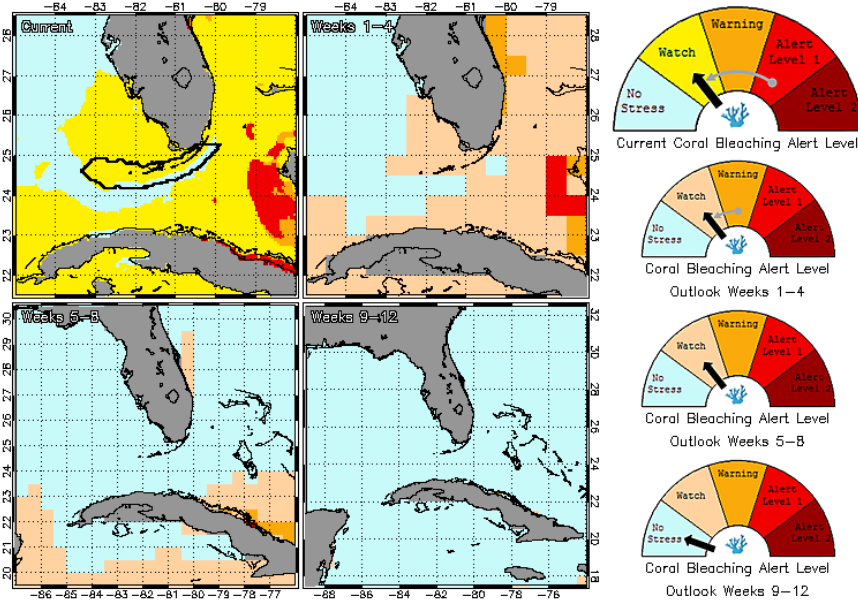 −84 −83 −82 −81 −80 −79
−84 −83 −82 −81 −80 −79
Current
Weeks 1−4
28
27
26
25
24
23
22
28
27
26
25
24
23
22
No Stress
Watch
Warning
Alert Level 1
Alert Level 2
Current Coral Bleaching Alert Level
No Stress
Watch
Warning
Alert Level 1
Alert Level 2
Coral Bleaching Alert Level
Outlook Weeks 1−4
Weeks 5−8
Weeks 9−12
30
29
28
27
26
25
24
23
22
21
20
32
30
28
26
24
22
20
18
−86 −85 −84 −83 −82 −81 −80 −79 −78 −77
−88 −86 −84 −82 −80 −78 −76
No Stress
Watch
Warning
Alert Level 1
Alert Level 2
Coral Bleaching Alert Level
Outlook Weeks 5−8
No Stress
Watch
Warning
Alert Level 1
Alert Level 2
Coral Bleaching Alert Level
Outlook Weeks 9−12